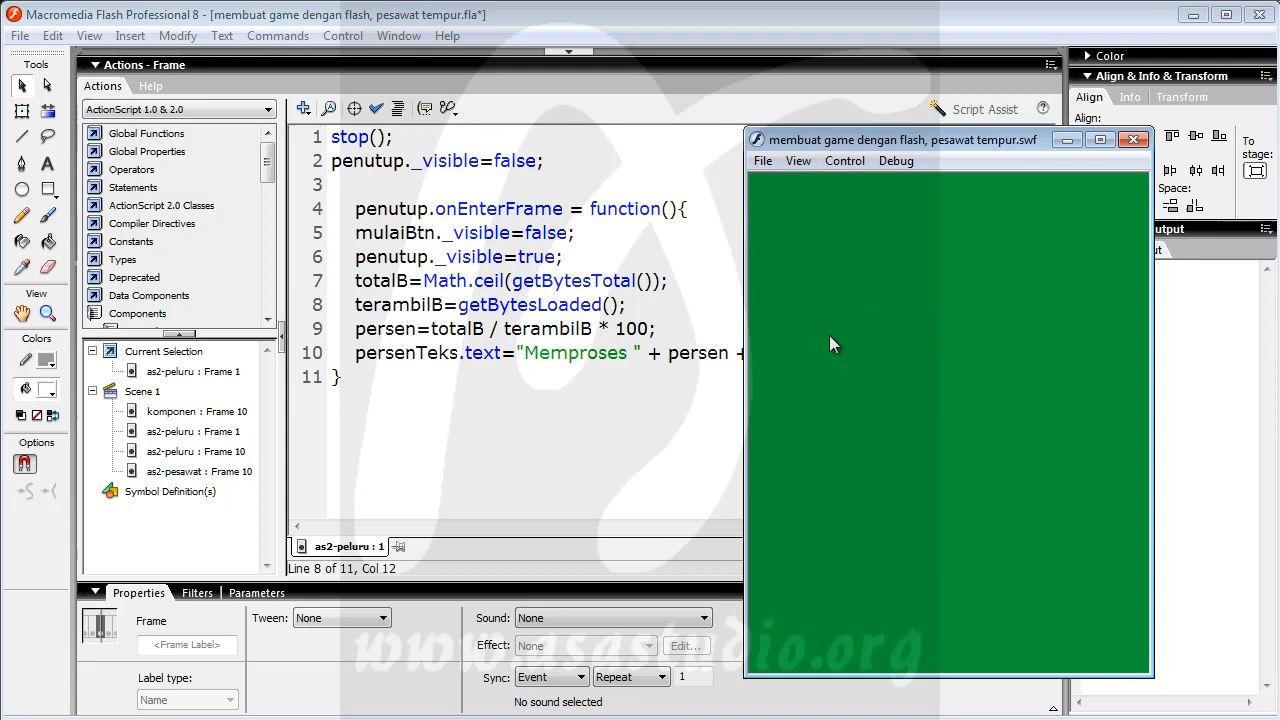 Macromedia Flash Professional 8 - [membuat game dengan flash, pesawat tempur.fla*]
File Edit View Insert Modify Text Commands Control Window Help
Tools
View
Colors
Options
Actions - Frame
Actions Help
ActionScript 1.0 & 2.0
Global Functions
Global Properties
Operators
Statements
ActionScript 2.0 Classes
Compiler Directives
Constants
Types
Deprecated
Data Components
Components
Current Selection
as2-peluru : Frame 1
Scene 1
komponen : Frame 10
as2-peluru : Frame 1
as2-peluru : Frame 10
as2-pesawat : Frame 10
Symbol Definition(s)
Script Assist
1 stop();
2 penutup._visible=false;
3
4 penutup.onEnterFrame = function(){
5 mulaiBtn._visible=false;
6 penutup._visible=true;
7 totalB=Math.ceil(getBytesTotal());
8 terambilB=getBytesLoaded();
9 persen=totalB / terambilB * 100;
10 persenTeks.text="Memproses " + persen +
11 }
as2-peluru : 1
Line 8 of 11, Col 12
membuat game dengan flash, pesawat tempur.swf
File View Control Debug
Color
Align & Info & Transform
Align Info Transform
Align:
To
stage:
Space:
utput
ut
Properties Filters Parameters
Frame
<Frame Label>
Label type:
Name
Tween: None
Sound: None
Effect: None Edit...
Sync: Event Repeat 1
No sound selected
www.asastudio.org